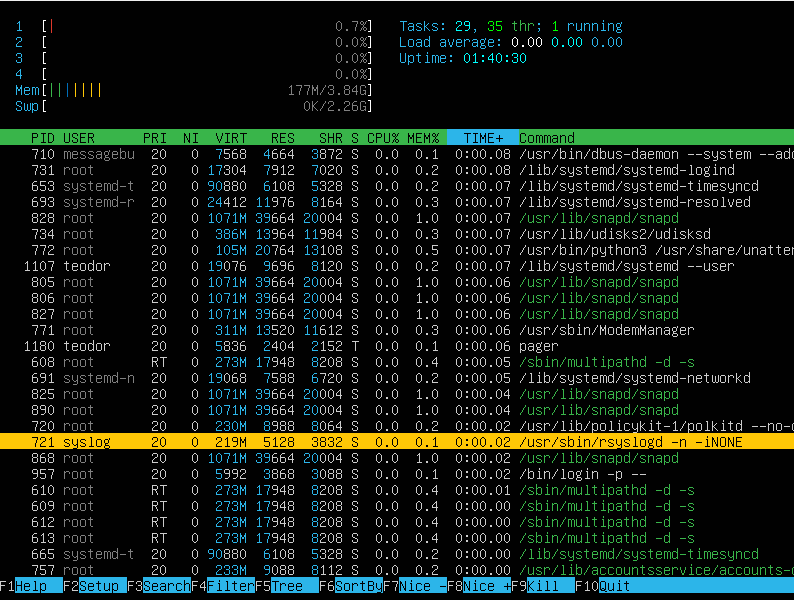 1 [| 0.7%] Tasks: 29, 35 thr; 1 running
2 [ 0.0%] Load average: 0.00 0.00 0.00
3 [ 0.0%] Uptime: 01:40:30
4 [ 0.0%]
Mem[||||||| 177M/3.84G]
Swp[ 0K/2.26G]
PID USER PRI NI VIRT RES SHR S CPU% MEM% TIME+ Command
710 messagebu 20 0 7568 4664 3872 S 0.0 0.1 0:00.08 /usr/bin/dbus-daemon --system --add
731 root 20 0 17304 7912 7020 S 0.0 0.2 0:00.08 /lib/systemd/systemd-logind
653 systemd-t 20 0 90880 6108 5328 S 0.0 0.2 0:00.07 /lib/systemd/systemd-timesyncd
693 systemd-r 20 0 24412 11976 8164 S 0.0 0.3 0:00.07 /lib/systemd/systemd-resolved
828 root 20 0 1071M 39664 20004 S 0.0 1.0 0:00.07 /usr/lib/snapd/snapd
734 root 20 0 386M 13964 11984 S 0.0 0.3 0:00.07 /usr/lib/udisks2/udisksd
772 root 20 0 105M 20764 13108 S 0.0 0.5 0:00.07 /usr/bin/python3 /usr/share/unatten
1107 teodor 20 0 19076 9696 8120 S 0.0 0.2 0:00.07 /lib/systemd/systemd --user
805 root 20 0 1071M 39664 20004 S 0.0 1.0 0:00.06 /usr/lib/snapd/snapd
806 root 20 0 1071M 39664 20004 S 0.0 1.0 0:00.06 /usr/lib/snapd/snapd
827 root 20 0 1071M 39664 20004 S 0.0 1.0 0:00.06 /usr/lib/snapd/snapd
771 root 20 0 311M 13520 11612 S 0.0 0.3 0:00.06 /usr/sbin/ModemManager
1180 teodor 20 0 5836 2404 2152 T 0.0 0.1 0:00.06 pager
608 root RT 0 273M 17948 8208 S 0.0 0.4 0:00.05 /sbin/multipathd -d -s
691 systemd-n 20 0 19068 7588 6720 S 0.0 0.2 0:00.05 /lib/systemd/systemd-networkd
825 root 20 0 1071M 39664 20004 S 0.0 1.0 0:00.04 /usr/lib/snapd/snapd
890 root 20 0 1071M 39664 20004 S 0.0 1.0 0:00.04 /usr/lib/snapd/snapd
720 root 20 0 230M 8988 8064 S 0.0 0.2 0:00.02 /usr/lib/policykit-1/polkitd --no-d
721 syslog 20 0 219M 5128 3832 S 0.0 0.1 0:00.02 /usr/sbin/rsyslogd -n -iNONE
868 root 20 0 1071M 39664 20004 S 0.0 1.0 0:00.02 /usr/lib/snapd/snapd
957 root 20 0 5992 3868 3088 S 0.0 0.1 0:00.02 /bin/login -p --
610 root RT 0 273M 17948 8208 S 0.0 0.4 0:00.01 /sbin/multipathd -d -s
609 root RT 0 273M 17948 8208 S 0.0 0.4 0:00.00 /sbin/multipathd -d -s
612 root RT 0 273M 17948 8208 S 0.0 0.4 0:00.00 /sbin/multipathd -d -s
613 root RT 0 273M 17948 8208 S 0.0 0.4 0:00.00 /sbin/multipathd -d -s
665 systemd-t 20 0 90880 6108 5328 S 0.0 0.2 0:00.00 /lib/systemd/systemd-timesyncd
757 root 20 0 233M 9088 8112 S 0.0 0.2 0:00.00 /usr/lib/accountsservice/accounts-d
F1Help F2Setup F3SearchF4FilterF5Tree F6SortByF7Nice -F8Nice +F9Kill F10Quit